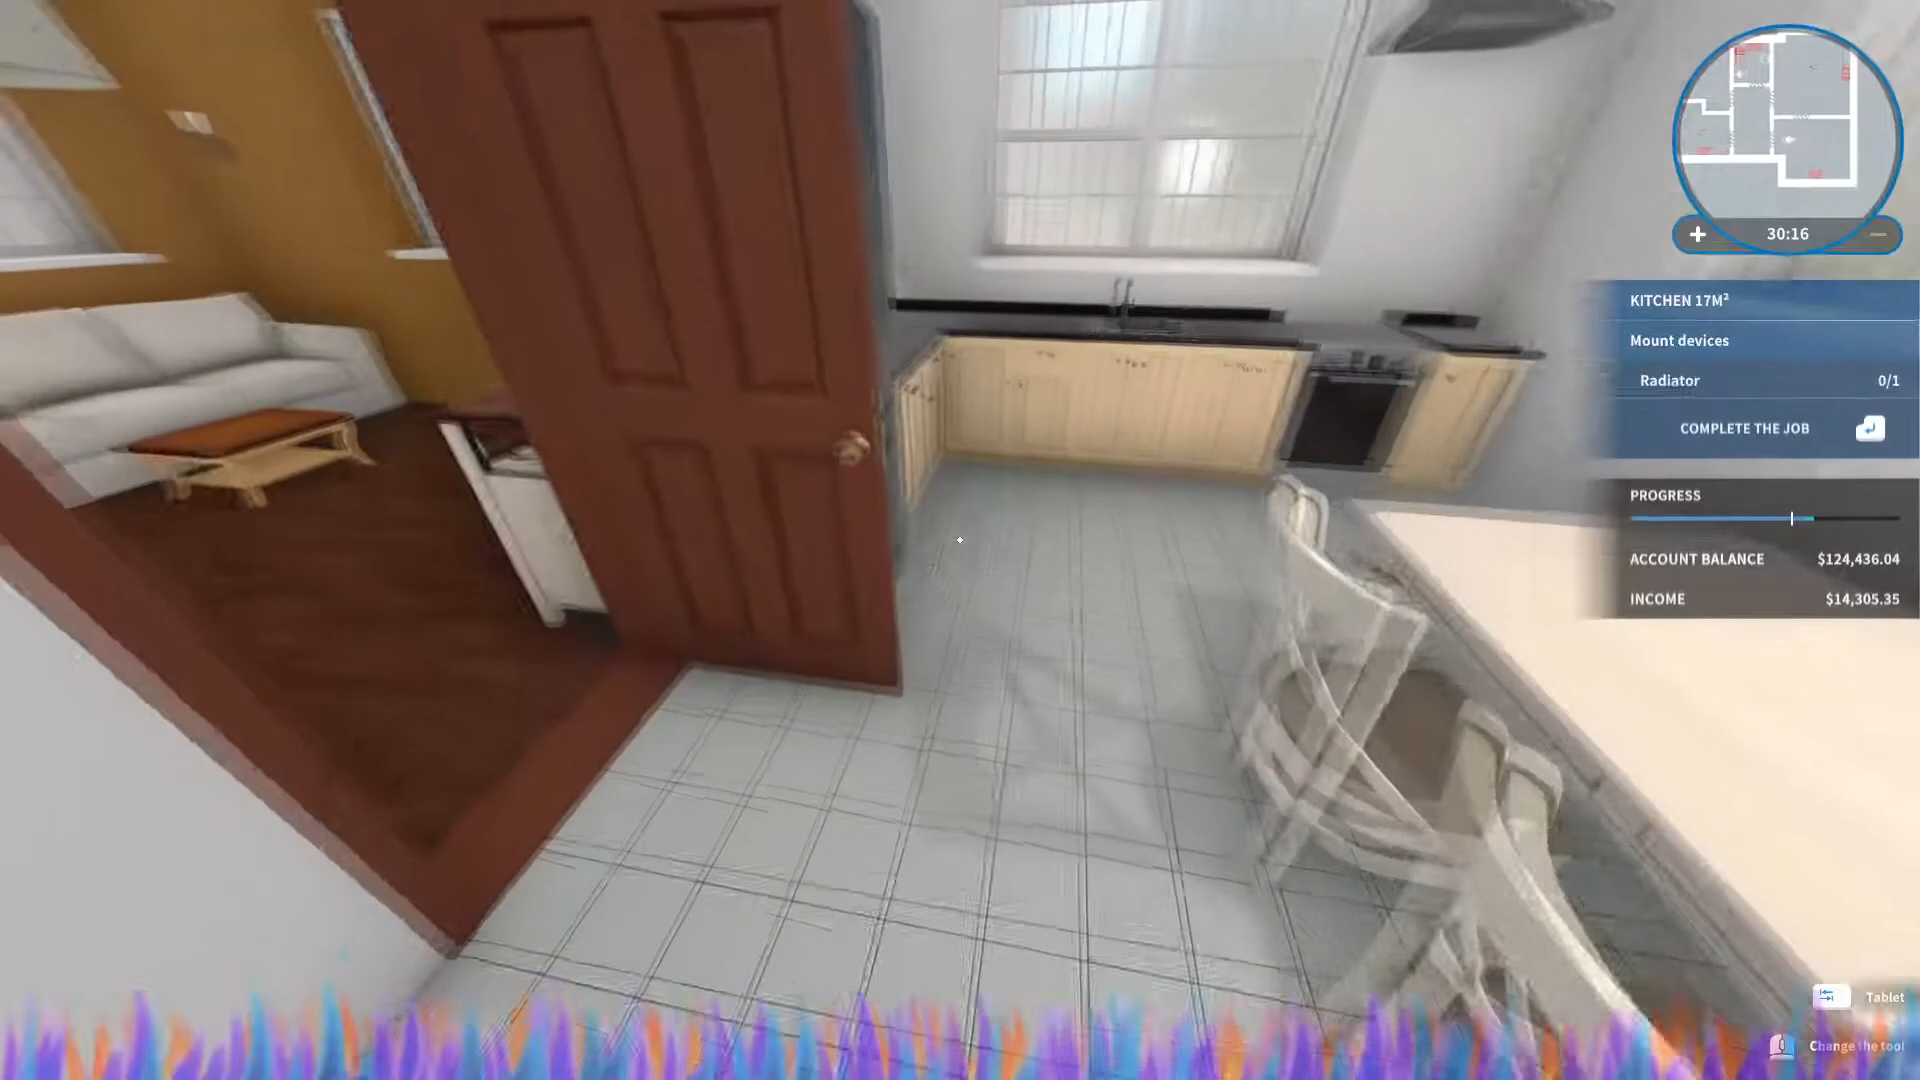 30:16
KITCHEN 17M²
Mount devices
Radiator 0/1
COMPLETE THE JOB
PROGRESS
ACCOUNT BALANCE $124,436.04
INCOME $14,305.35
Tablet
Change the tool